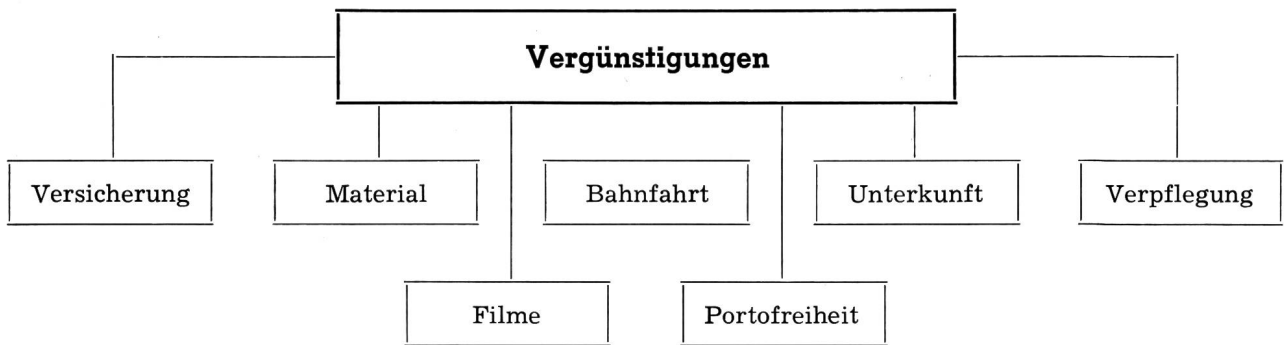 Vergünstigungen
Versicherung
Material
Bahnfahrt
Unterkunft
Verpflegung
Filme
Portofreiheit